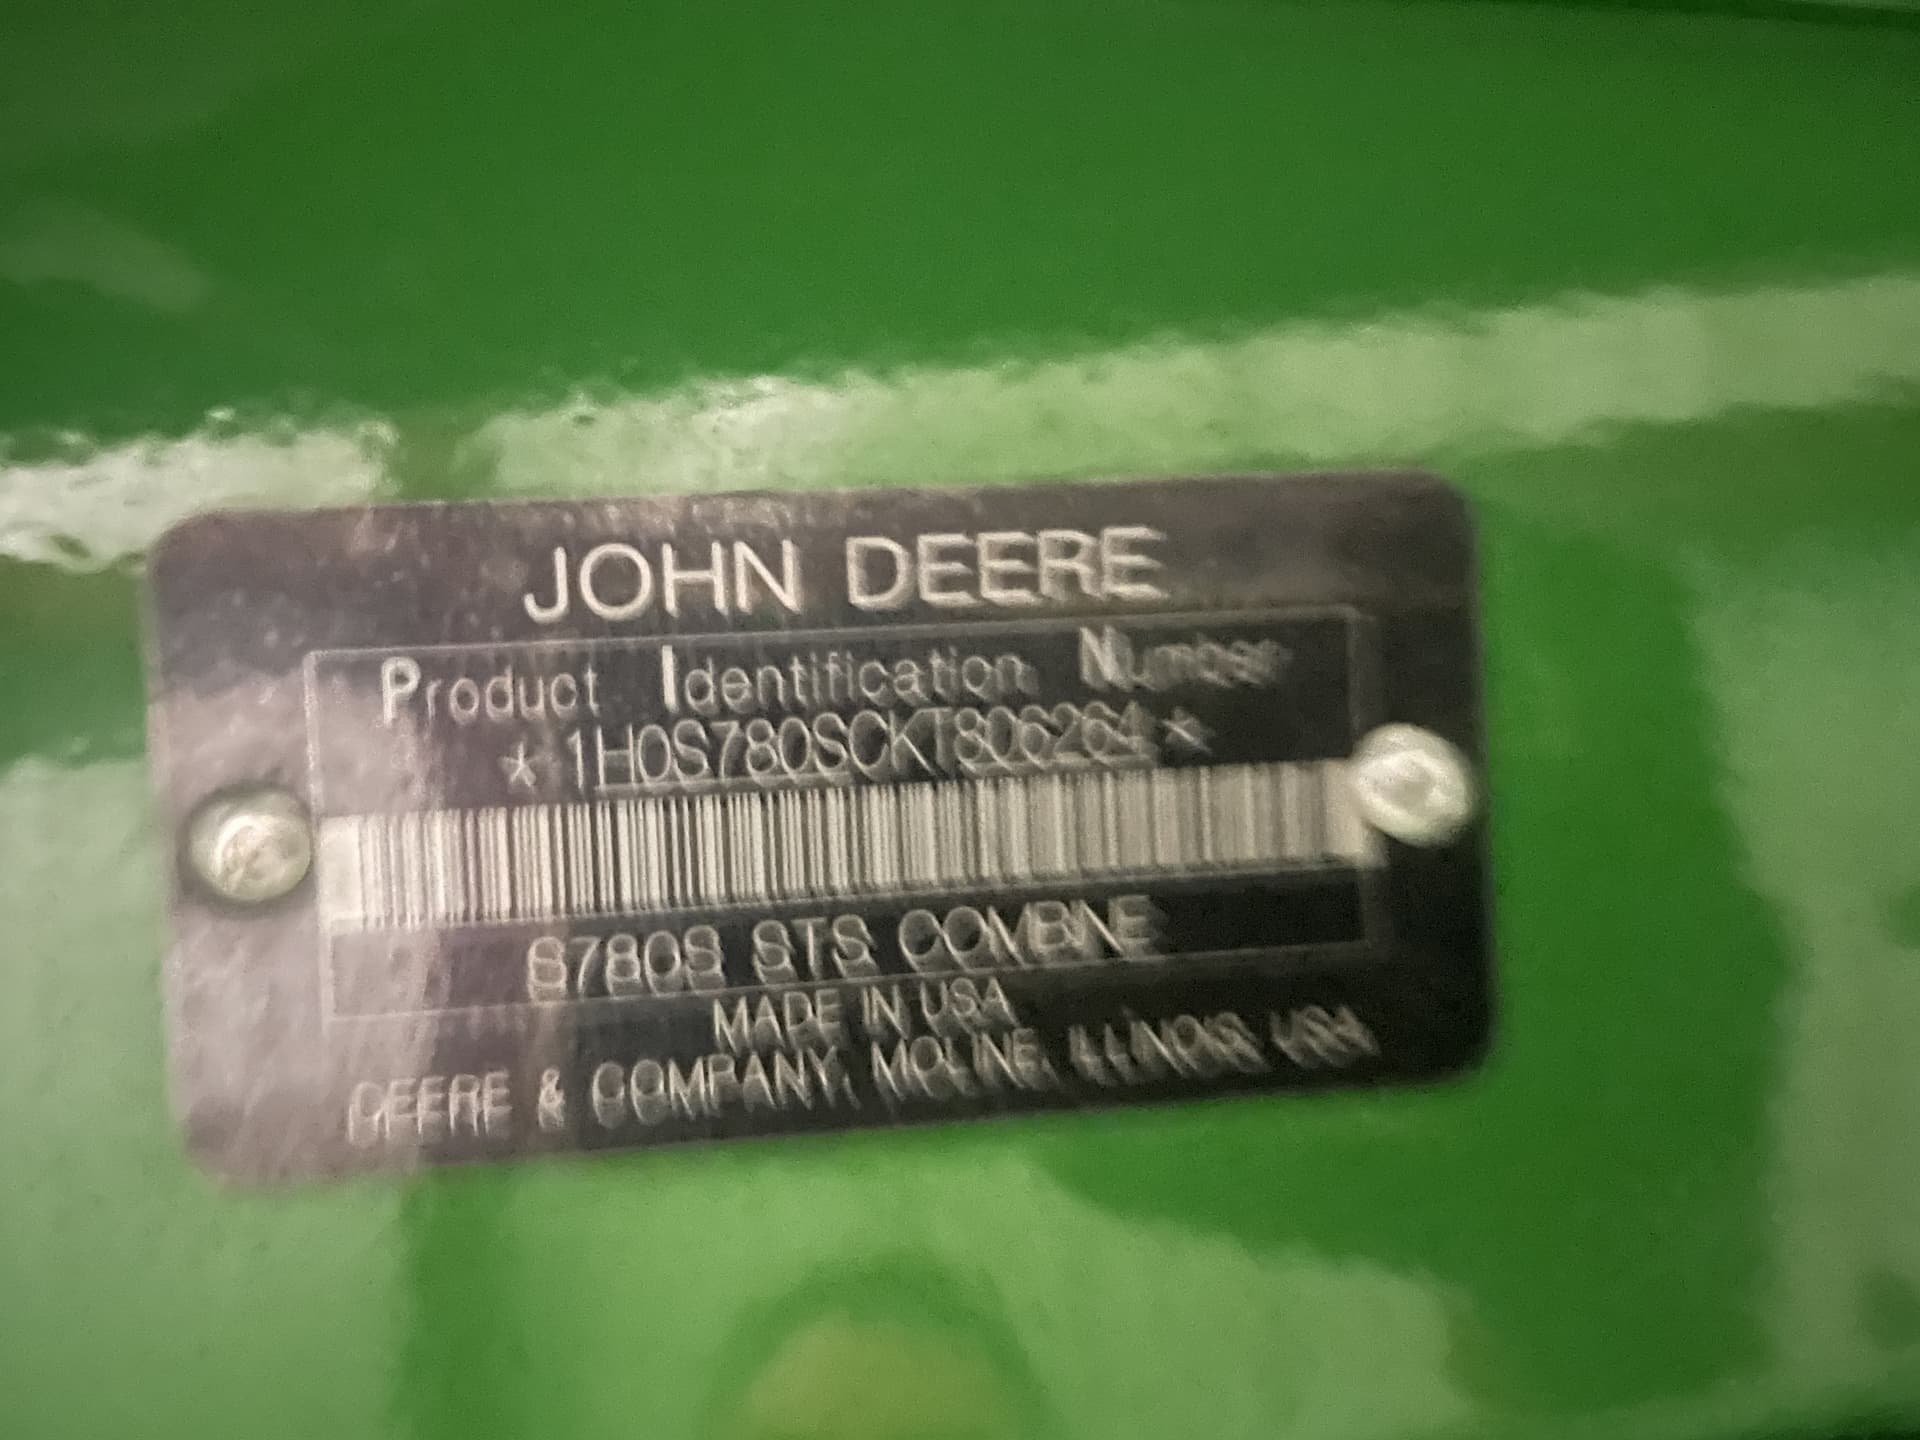 JOHN DEERE
Product Identification Number
* 1H0S780SCKT806264 *
S780S STS COMBINE
MADE IN USA
DEERE & COMPANY, MOLINE, ILLINOIS USA